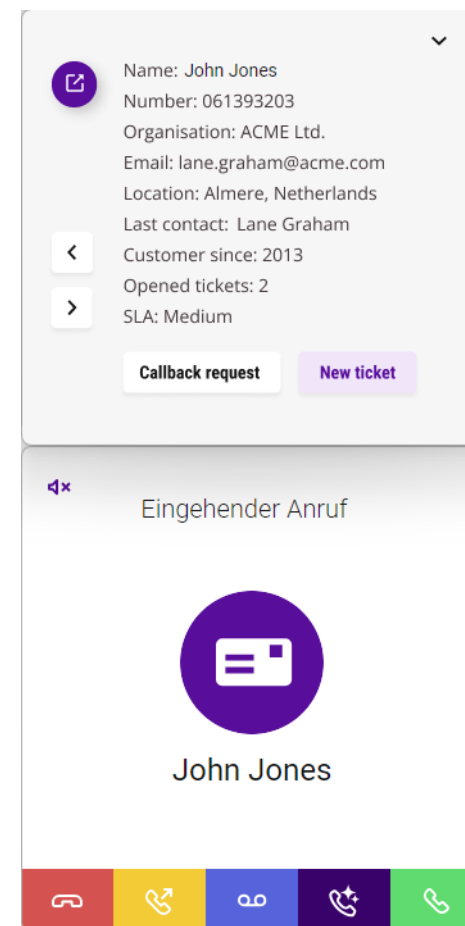 Name: John Jones
Number: 061393203
Organisation: ACME Ltd.
Email: lane.graham@acme.com
Location: Almere, Netherlands
Last contact: Lane Graham
Customer since: 2013
Opened tickets: 2
SLA: Medium
Callback request New ticket
Eingehender Anruf
John Jones